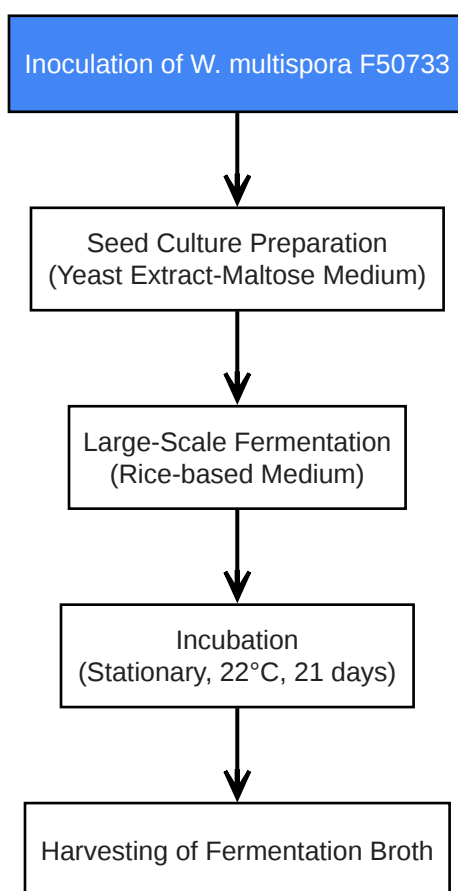 Inoculation of W. multispora F50733
Seed Culture Preparation
(Yeast Extract-Maltose Medium)
Large-Scale Fermentation
(Rice-based Medium)
Incubation
(Stationary, 22°C, 21 days)
Harvesting of Fermentation Broth